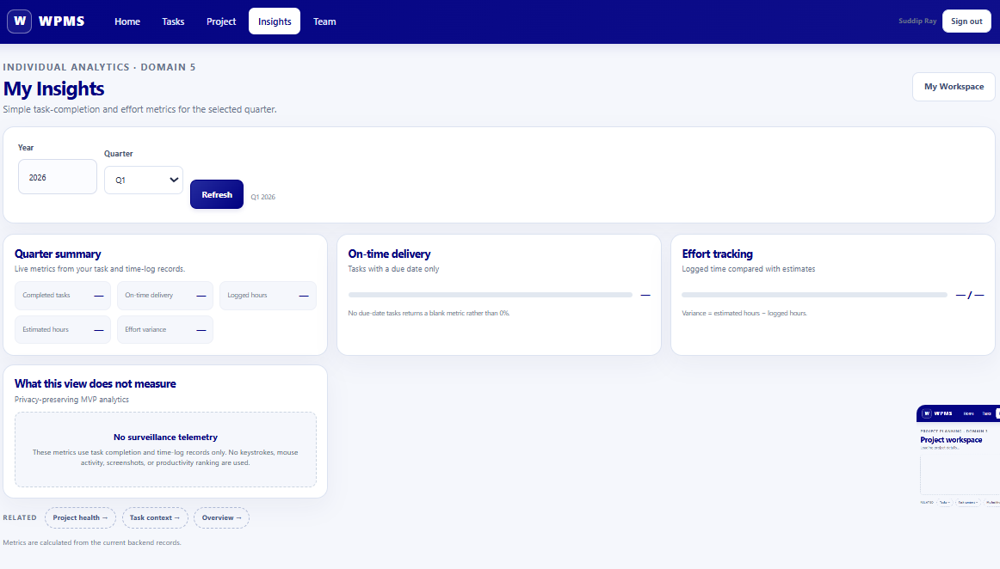 W WPMS Home Tasks Project Insights Team Suddip Ray Sign out
INDIVIDUAL ANALYTICS · DOMAIN 5
My Insights
My Workspace
Simple task-completion and effort metrics for the selected quarter.
Year
Quarter
2026
Q1
Refresh
Q1 2026
Quarter summary
Live metrics from your task and time-log records.
Completed tasks —
On-time delivery —
Logged hours —
Estimated hours —
Effort variance —
On-time delivery
Tasks with a due date only
—
No due-date tasks returns a blank metric rather than 0%.
Effort tracking
Logged time compared with estimates
— / —
Variance = estimated hours − logged hours.
What this view does not measure
Privacy-preserving MVP analytics
No surveillance telemetry
These metrics use task completion and time-log records only. No keystrokes, mouse
activity, screenshots, or productivity ranking are used.
W WPMS Home Tasks
PROJECT PLANNING · DOMAIN
Project workspace
Loading project details...
RELATED Tasks → Task context →
RELATED Project health → Task context → Overview →
Metrics are calculated from the current backend records.